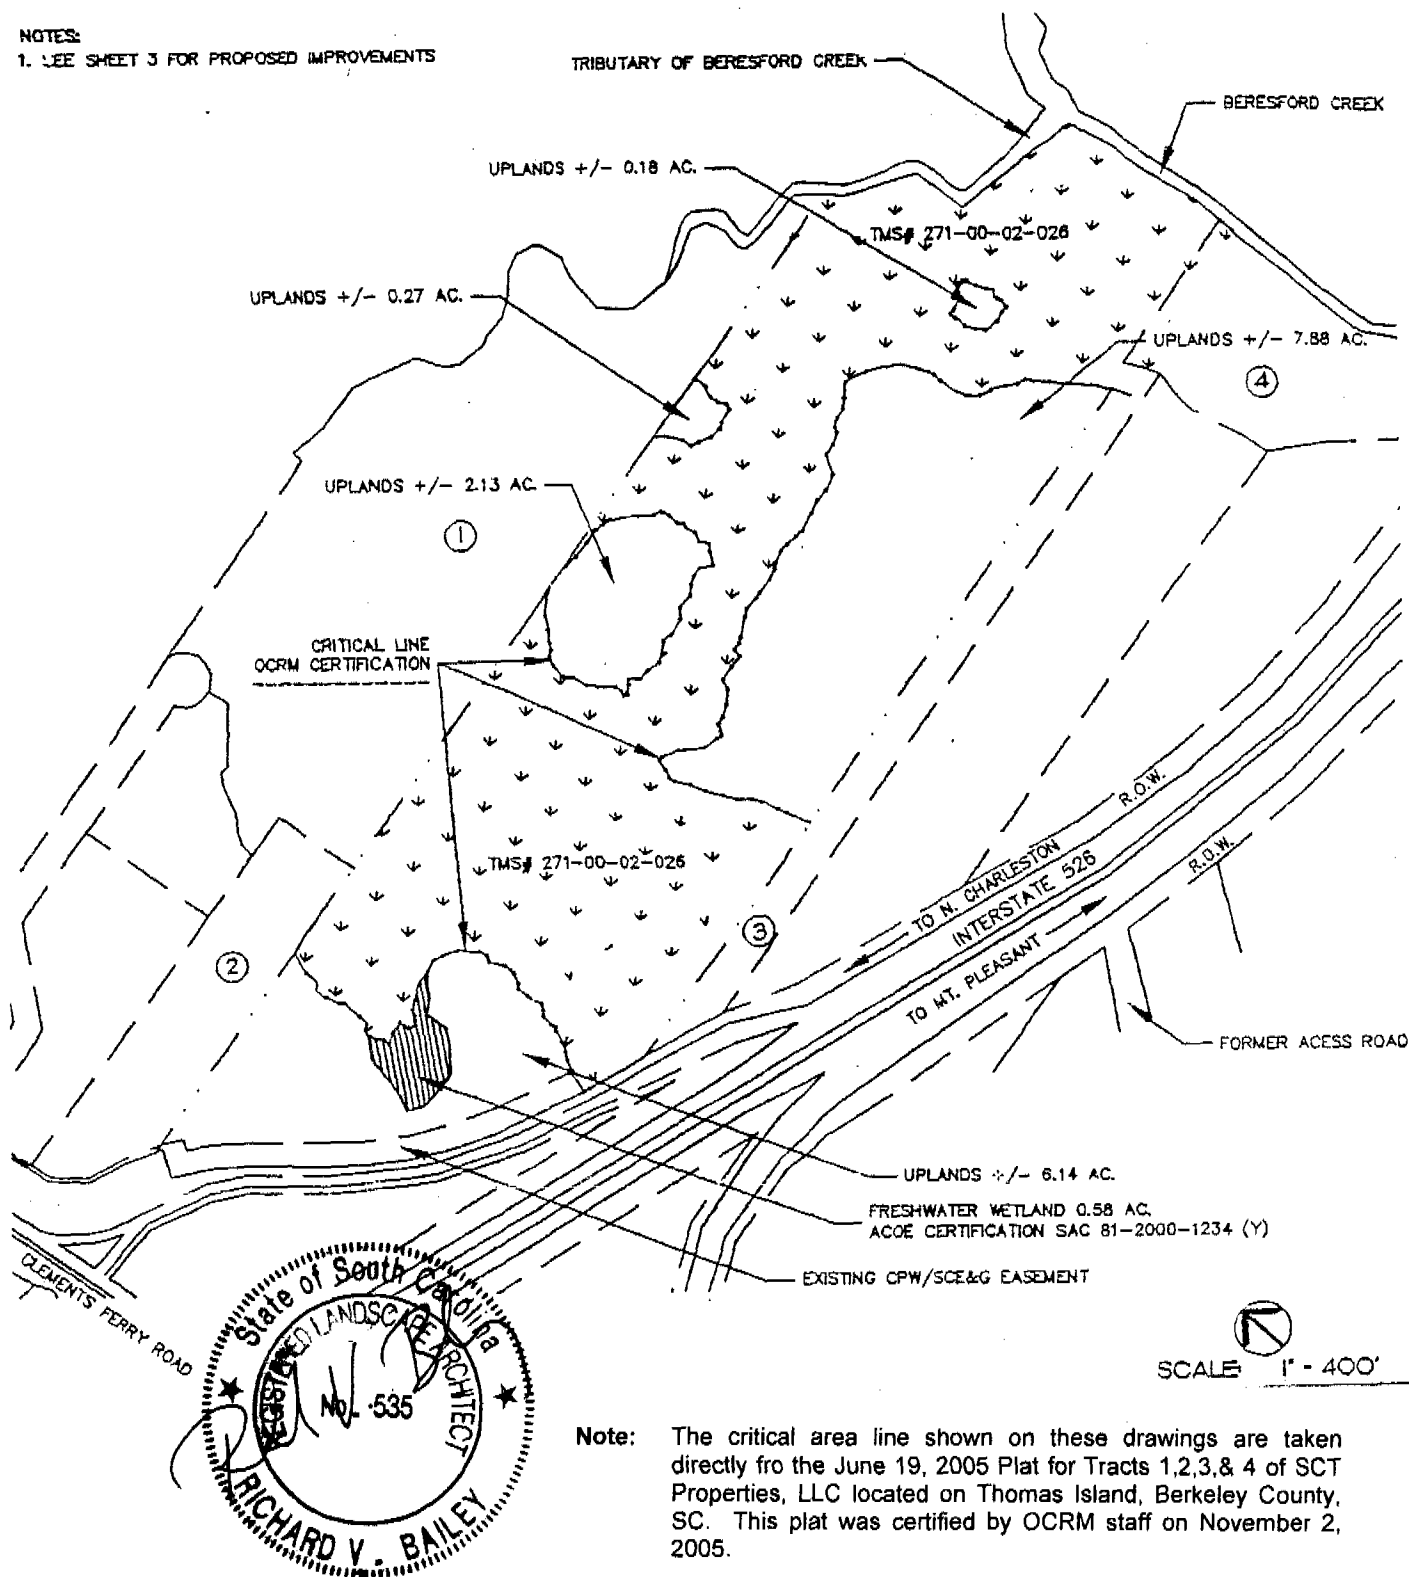 NOTES:
1. SEE SHEET 3 FOR PROPOSED IMPROVEMENTS
TRIBUTARY OF BERESFORD CREEK
BERESFORD CREEK
UPLANDS +/- 0.18 AC.
TMS# 271-00-02-026
UPLANDS +/- 0.27 AC.
UPLANDS +/- 7.88 AC.
4
UPLANDS +/- 2.13 AC.
1
CRITICAL LINE
OCRM CERTIFICATION
R.O.W.
TMS# 271-00-02-026
TO N. CHARLESTON
INTERSTATE 526
R.O.W.
3
2
TO MT. PLEASANT
FORMER ACESS ROAD
UPLANDS +/- 6.14 AC.
FRESHWATER WETLAND 0.58 AC.
ACOE CERTIFICATION SAC 81-2000-1234 (Y)
EXISTING CPW/SCE&G EASEMENT
CLEMENTS FERRY ROAD
State of South Carolina
REGISTERED LANDSCAPE ARCHITECT
No. 535
RICHARD V. BAILEY
SCALE 1" - 400'
Note: The critical area line shown on these drawings are taken
directly fro the June 19, 2005 Plat for Tracts 1,2,3,& 4 of SCT
Properties, LLC located on Thomas Island, Berkeley County,
SC. This plat was certified by OCRM staff on November 2,
2005.